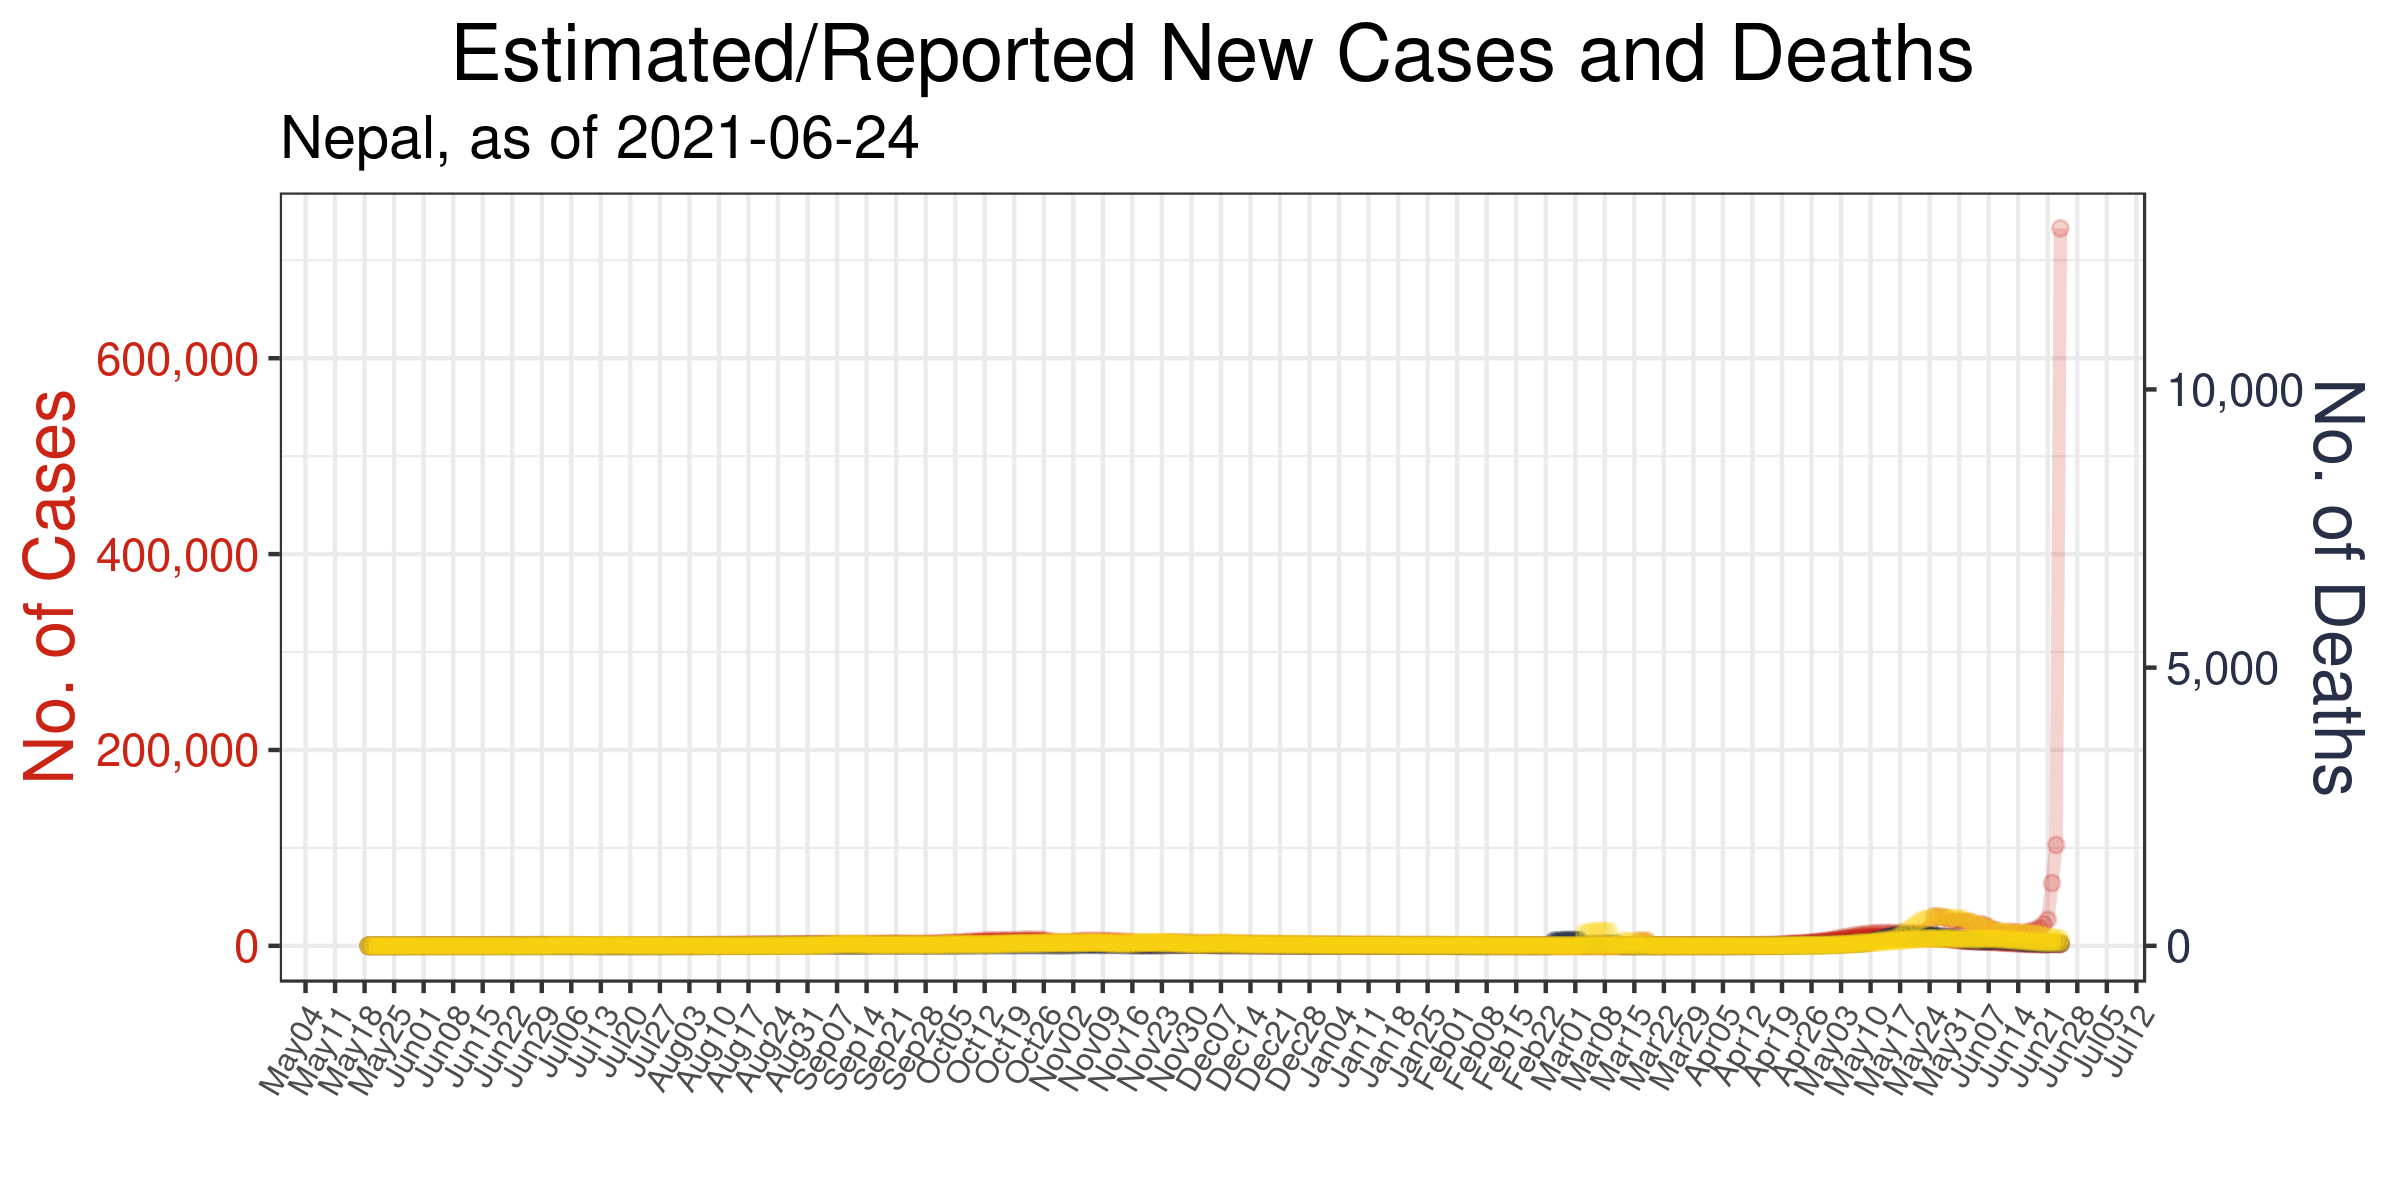 Estimated/Reported New Cases and Deaths
Nepal, as of 2021-06-24
No. of Cases
600,000
400,000
200,000
0
10,000
5,000
0
No. of Deaths
May04
May11
May18
May25
Jun01
Jun08
Jun15
Jun22
Jun29
Jul06
Jul13
Jul20
Jul27
Aug03
Aug10
Aug17
Aug24
Aug31
Sep07
Sep14
Sep21
Sep28
Oct05
Oct12
Oct19
Oct26
Nov02
Nov09
Nov16
Nov23
Nov30
Dec07
Dec14
Dec21
Dec28
Jan04
Jan11
Jan18
Jan25
Feb01
Feb08
Feb15
Feb22
Mar01
Mar08
Mar15
Mar22
Mar29
Apr05
Apr12
Apr19
Apr26
May03
May10
May17
May24
May31
Jun07
Jun14
Jun21
Jun28
Jul05
Jul12